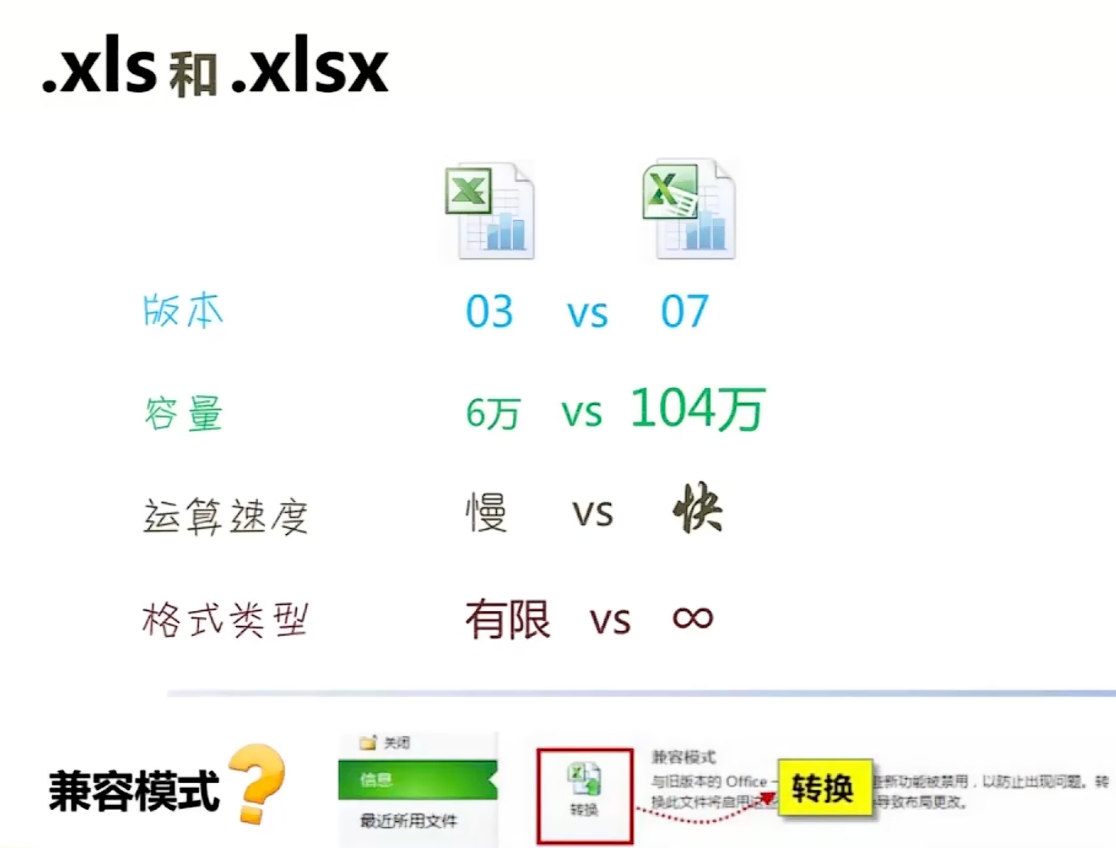 .xls和.xlsx
版本 03 vs 07
容量 6万 vs 104万
运算速度 慢 vs 快
格式类型 有限 vs ∞
兼容模式?
关闭
信息
最近所用文件
转换
兼容模式
与旧版本的 Office 一 些新功能被禁用，以防止出现问题。转
换此文件将启用 导致布局更改。
转换